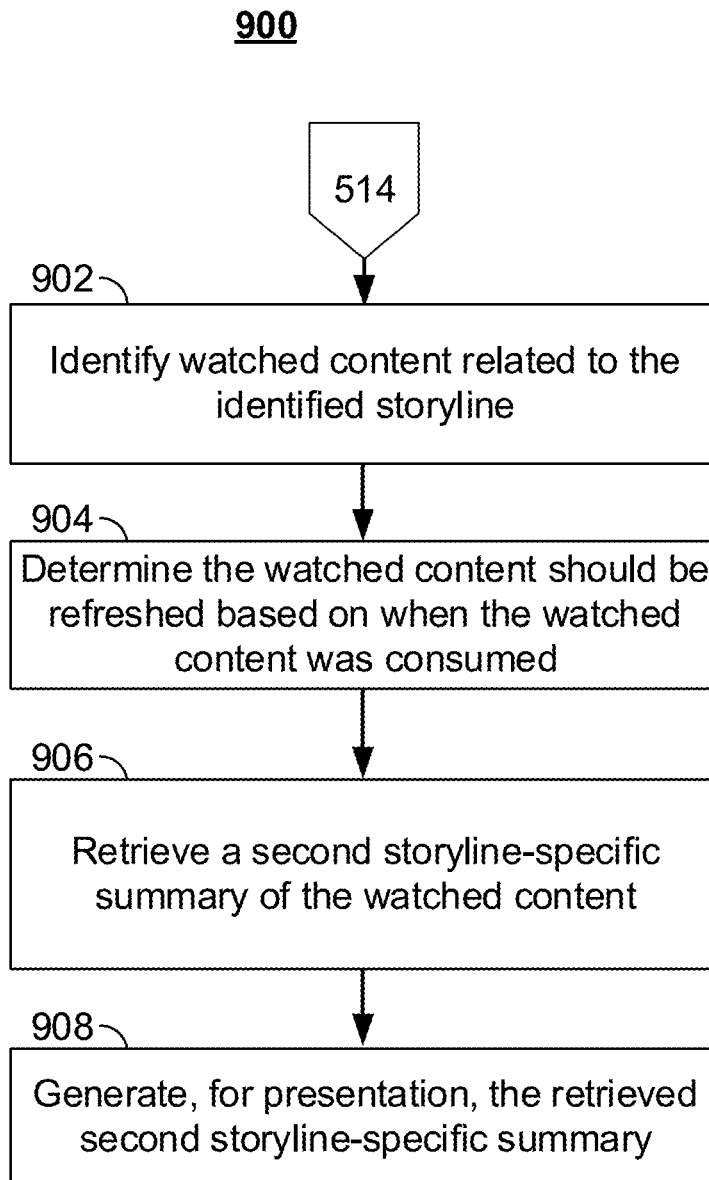 900
514
902
Identify watched content related to the
identified storyline
904
Determine the watched content should be
refreshed based on when the watched
content was consumed
906
Retrieve a second storyline-specific
summary of the watched content
908
Generate, for presentation, the retrieved
second storyline-specific summary